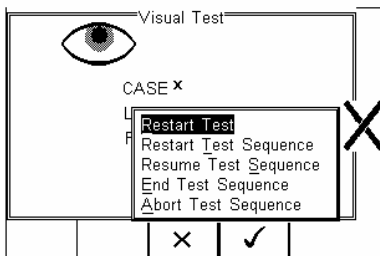 Visual Test
CASE x
Restart Test
Restart Test Sequence
Resume Test Sequence
End Test Sequence
Abort Test Sequence